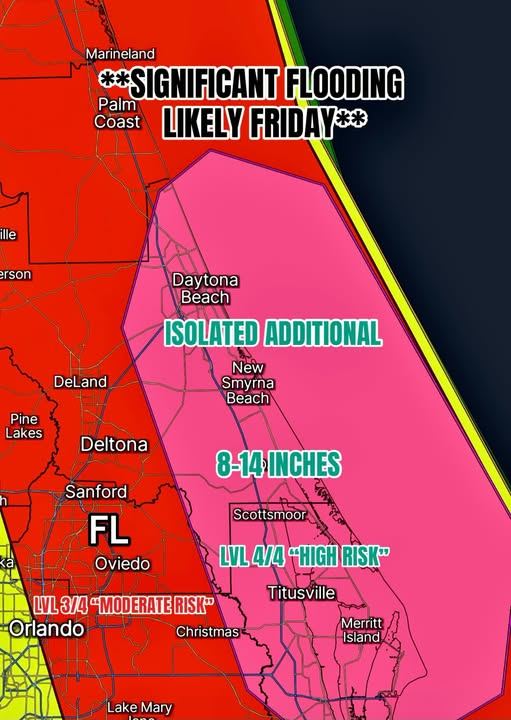 Marineland
**SIGNIFICANT FLOODING
LIKELY FRIDAY**
Palm
Coast
ille
erson
Daytona
Beach
ISOLATED ADDITIONAL
New
Smyrna
Beach
DeLand
Pine
Lakes
Deltona
8-14 INCHES
Sanford
h
Scottsmoor
FL
LVL 4/4 “HIGH RISK”
ka
Oviedo
Titusville
LVL 3/4 “MODERATE RISK”
Orlando
Christmas
Merritt
Island
Lake Mary
Jane